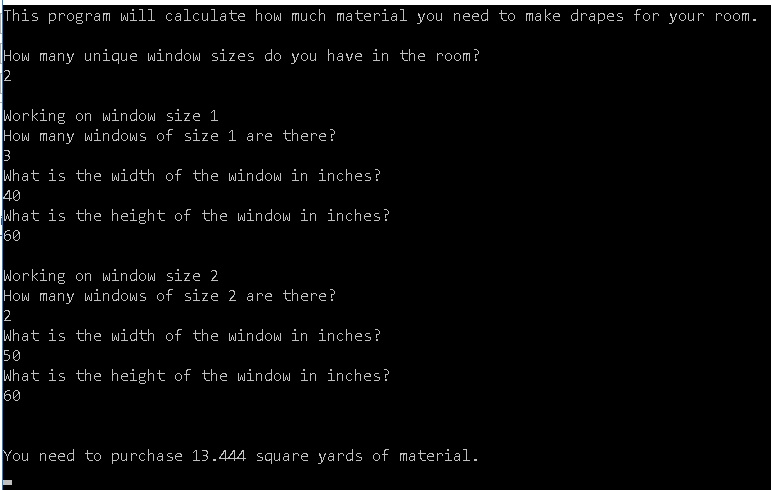 This program will calculate how much material you need to make drapes for your room.
How many unique window sizes do you have in the room?
2
Working on window size 1
How many windows of size 1 are there?
3
What is the width of the window in inches?
40
What is the height of the window in inches?
60
Working on window size 2
How many windows of size 2 are there?
2
What is the width of the window in inches?
50
What is the height of the window in inches?
60
You need to purchase 13.444 square yards of material.